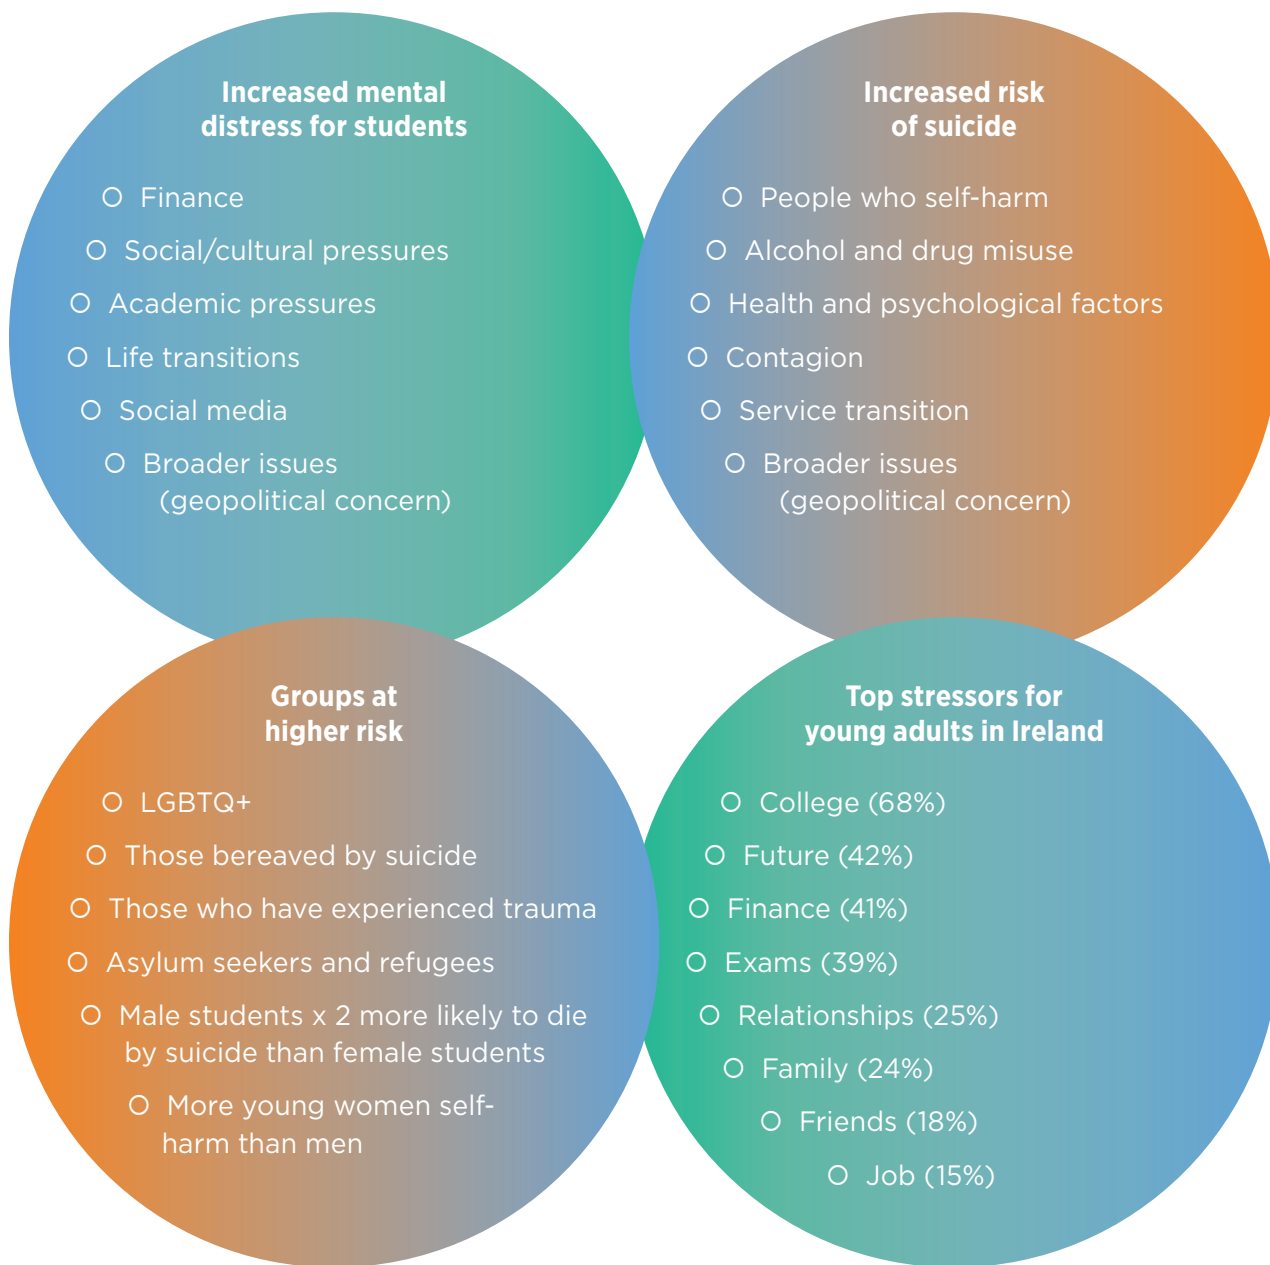 Increased mental
distress for students
○ Finance
○ Social/cultural pressures
○ Academic pressures
○ Life transitions
○ Social media
○ Broader issues
(geopolitical concern)
Increased risk
of suicide
○ People who self-harm
○ Alcohol and drug misuse
○ Health and psychological factors
○ Contagion
○ Service transition
○ Broader issues
(geopolitical concern)
Groups at
higher risk
○ LGBTQ+
○ Those bereaved by suicide
○ Those who have experienced trauma
○ Asylum seekers and refugees
○ Male students x 2 more likely to die
by suicide than female students
○ More young women self-
harm than men
Top stressors for
young adults in Ireland
○ College (68%)
○ Future (42%)
○ Finance (41%)
○ Exams (39%)
○ Relationships (25%)
○ Family (24%)
○ Friends (18%)
○ Job (15%)